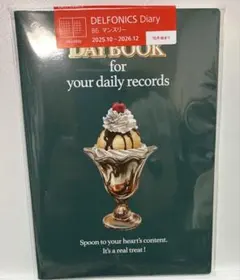 DELFONICS Diary
B6 マンスリー
2025.10 - 2026.12
DAYBOOK
for
your daily records
Spoon to your heart's content.
It's a real treat !